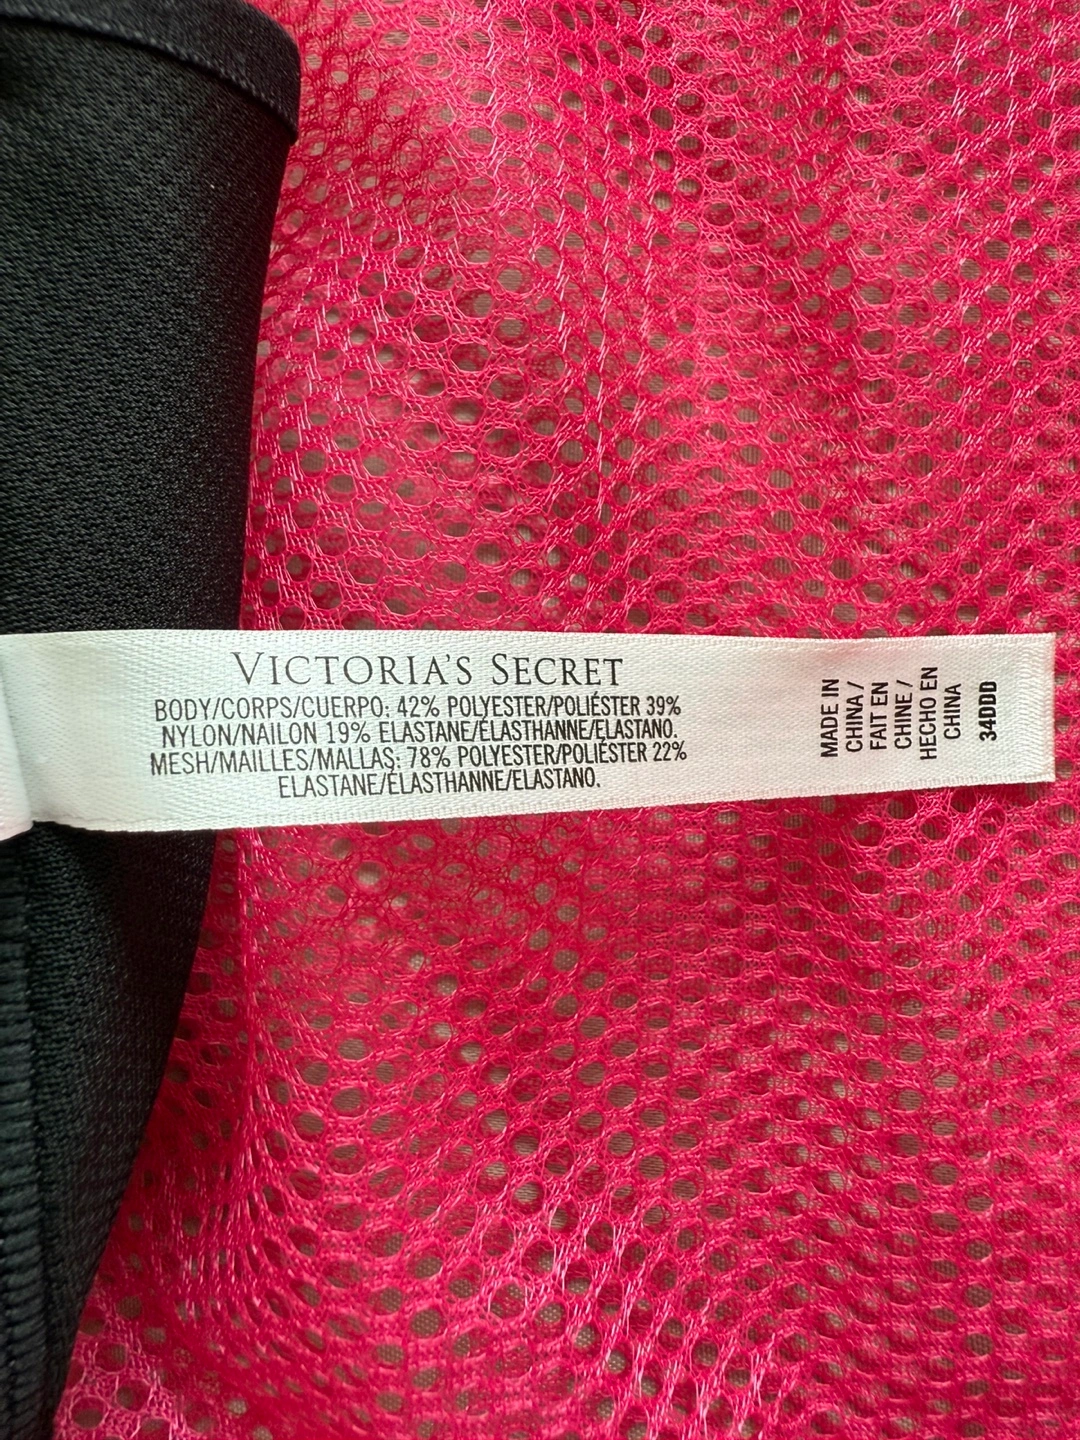 VICTORIA'S SECRET
BODY/CORPS/CUERPO: 42% POLYESTER/POLIÉSTER 39%
NYLON/NAILON 19% ELASTANE/ÉLASTHANNE/ELASTANO.
MESH/MAILLES/MALLAS: 78% POLYESTER/POLIÉSTER 22%
ELASTANE/ÉLASTHANNE/ELASTANO.
MADE IN
CHINA /
FAIT EN
CHINE /
HECHO EN
CHINA
34DDD